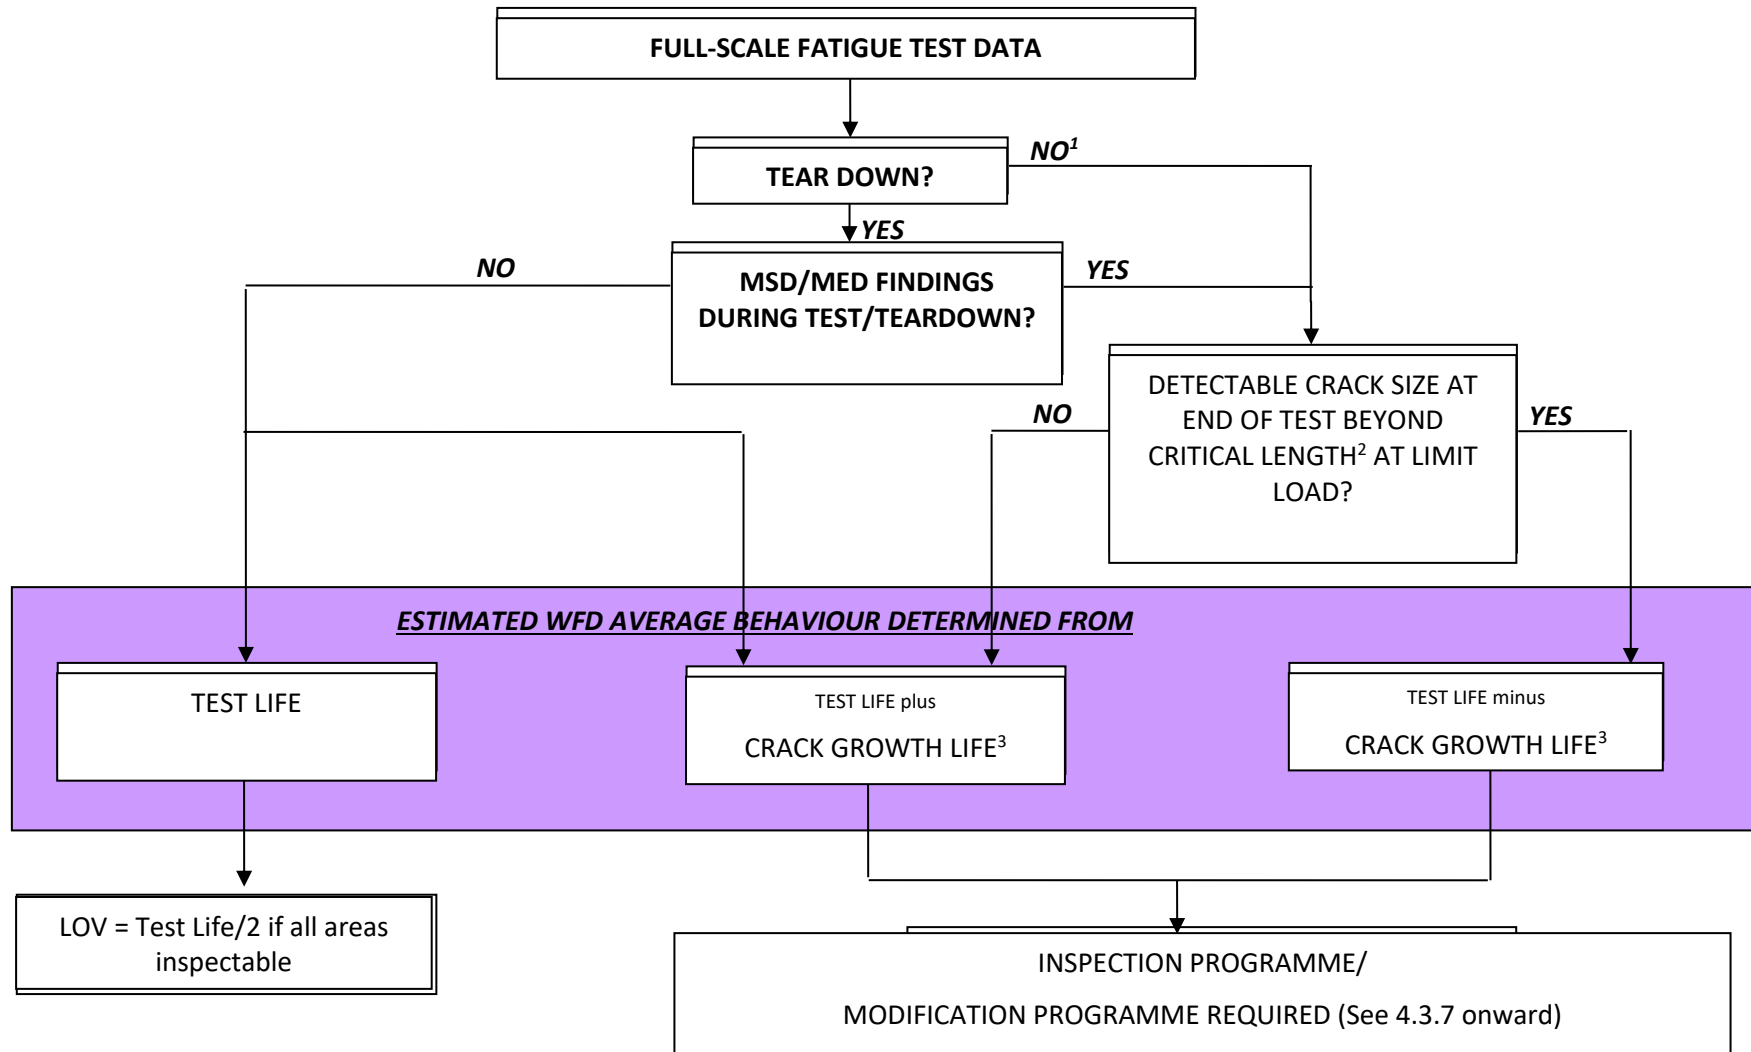 FULL-SCALE FATIGUE TEST DATA
NO¹
TEAR DOWN?
YES
NO
MSD/MED FINDINGS
DURING TEST/TEARDOWN?
YES
DETECTABLE CRACK SIZE AT
END OF TEST BEYOND
CRITICAL LENGTH² AT LIMIT
LOAD?
NO
YES
ESTIMATED WFD AVERAGE BEHAVIOUR DETERMINED FROM
TEST LIFE
TEST LIFE plus
CRACK GROWTH LIFE³
TEST LIFE minus
CRACK GROWTH LIFE³
LOV = Test Life/2 if all areas
inspectable
INSPECTION PROGRAMME/
MODIFICATION PROGRAMME REQUIRED (See 4.3.7 onward)